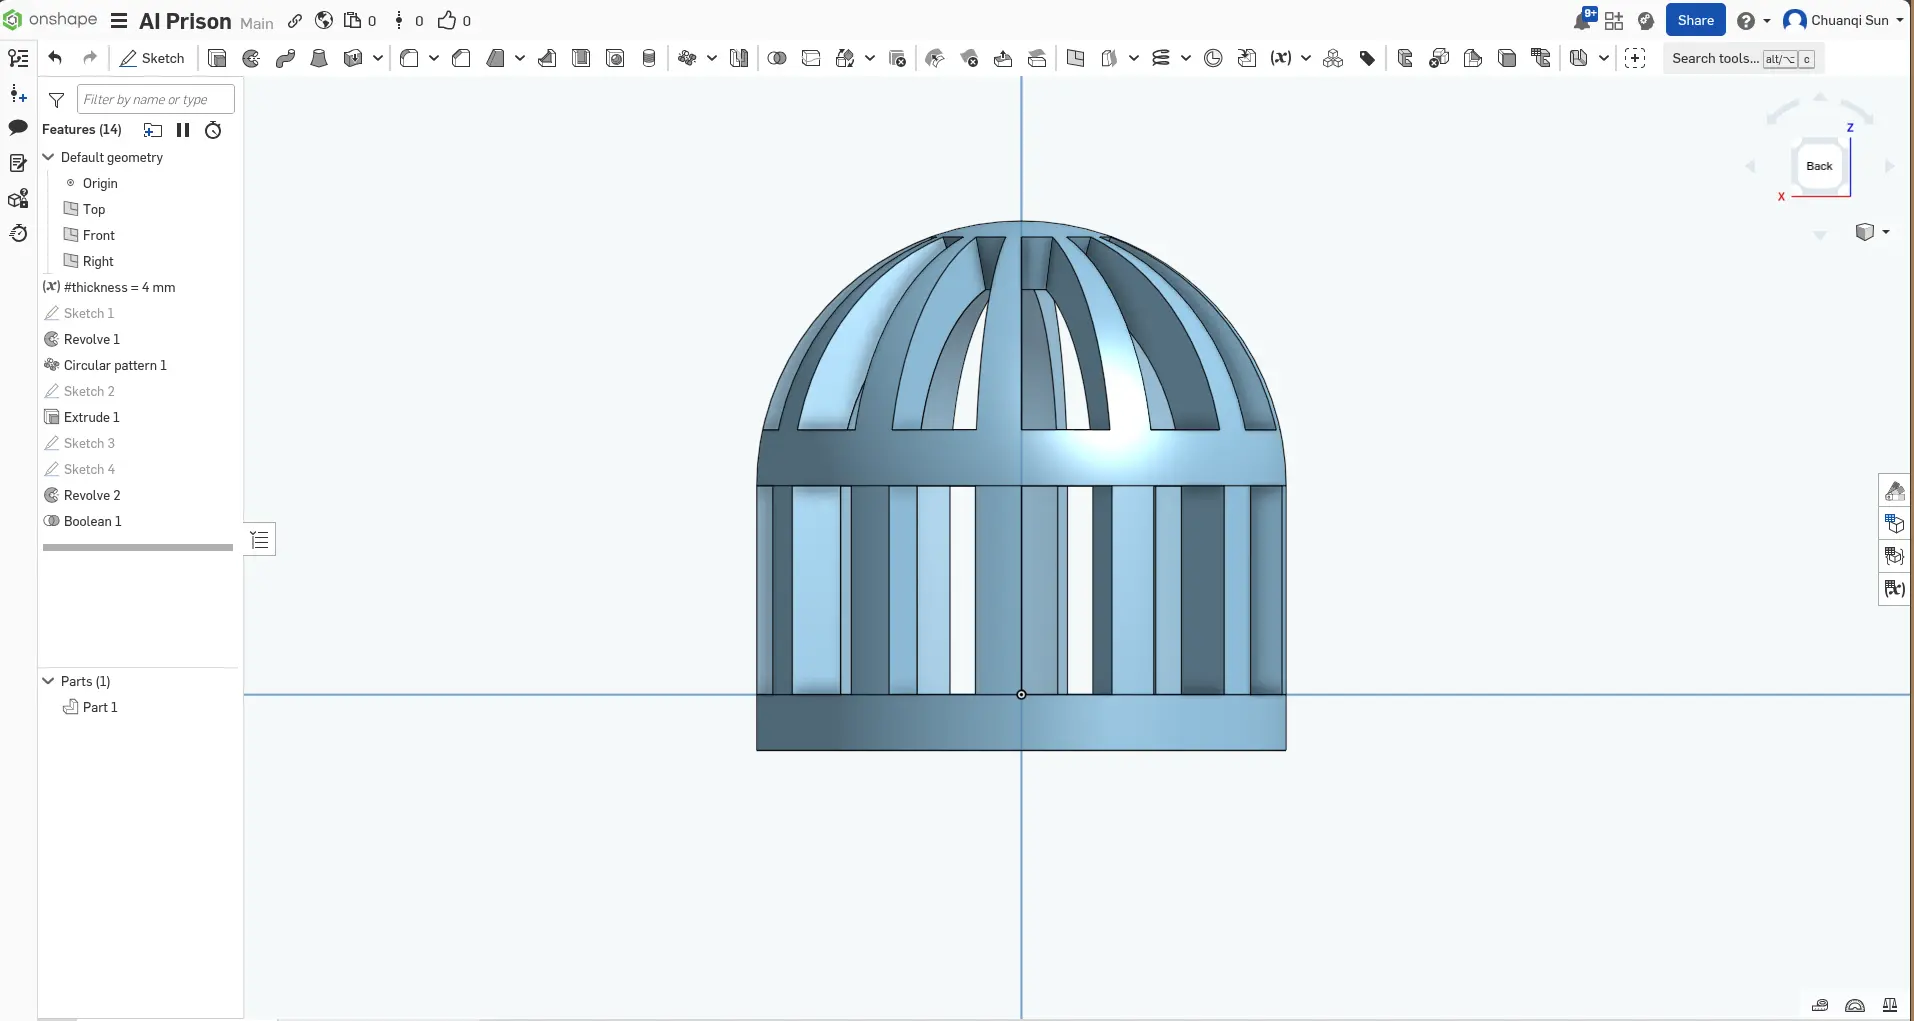 onshape AI Prison Main 0 0 0 9+ Share Chuanqi Sun
Sketch (x) Search tools... alt/⌥ c
Filter by name or type
Features (14)
Default geometry
Origin
Top
Front
Right
(x) #thickness = 4 mm
Sketch 1
Revolve 1
Circular pattern 1
Sketch 2
Extrude 1
Sketch 3
Sketch 4
Revolve 2
Boolean 1
Parts (1)
Part 1
Z
Back
X
(x)